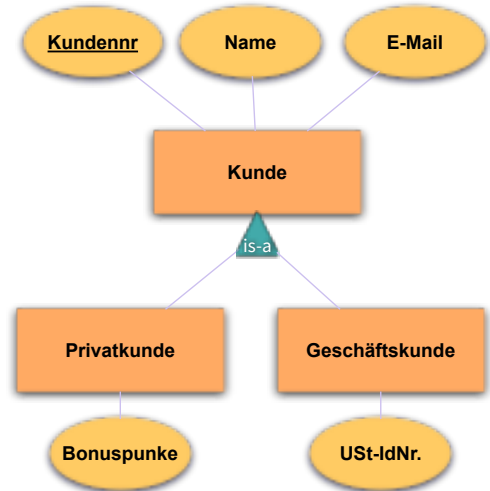 Kundennr
Name
E-Mail
Kunde
is-a
Privatkunde
Geschäftskunde
Bonuspunke
USt-IdNr.